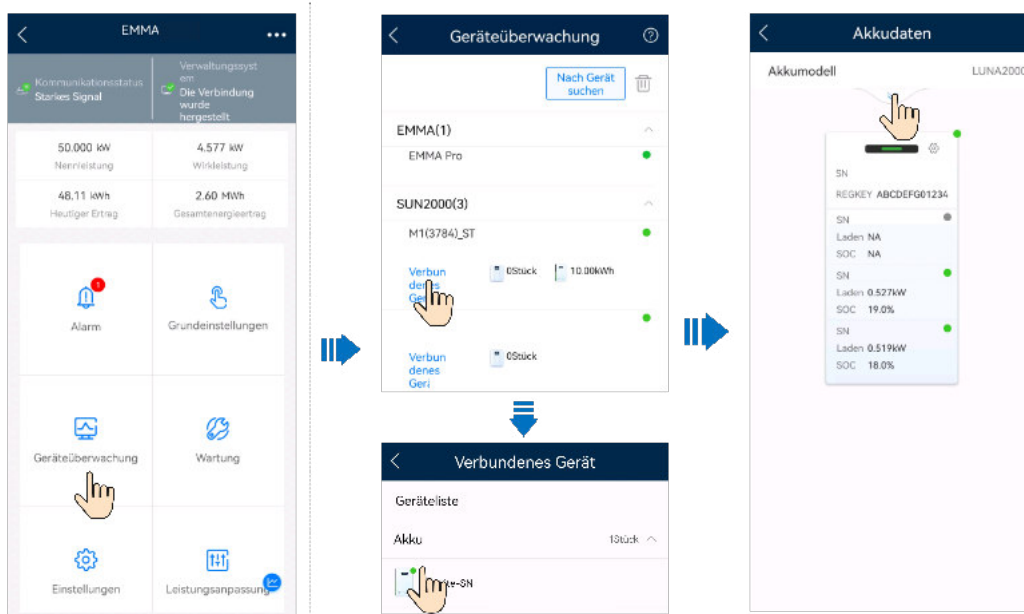 EMMA
Kommunikationsstatus
Starkes Signal
Verwaltungssyst
em
Die Verbindung
wurde
hergestellt
50.000 kW
Nennleistung
4.577 kW
Wirkleistung
48.11 kWh
Heutiger Ertrag
2.60 MWh
Gesamtenergieertrag
1
Alarm
Grundeinstellungen
Geräteüberwachung
Wartung
Einstellungen
Leistungsanpassung
Geräteüberwachung
Nach Gerät
suchen
EMMA(1)
EMMA Pro
SUN2000(3)
M1(3784)_ST
Verbun
denes
0Stück
10.00kWh
Verbun
denes
Geri
0Stück
Verbundenes Gerät
Geräteliste
Akku
1Stück
-SN
Akkudaten
Akkumodell
LUNA2000
SN
REGKEY ABCDEFG01234
SN
Laden NA
SOC NA
SN
Laden 0.527kW
SOC 19.0%
SN
Laden 0.519kW
SOC 18.0%